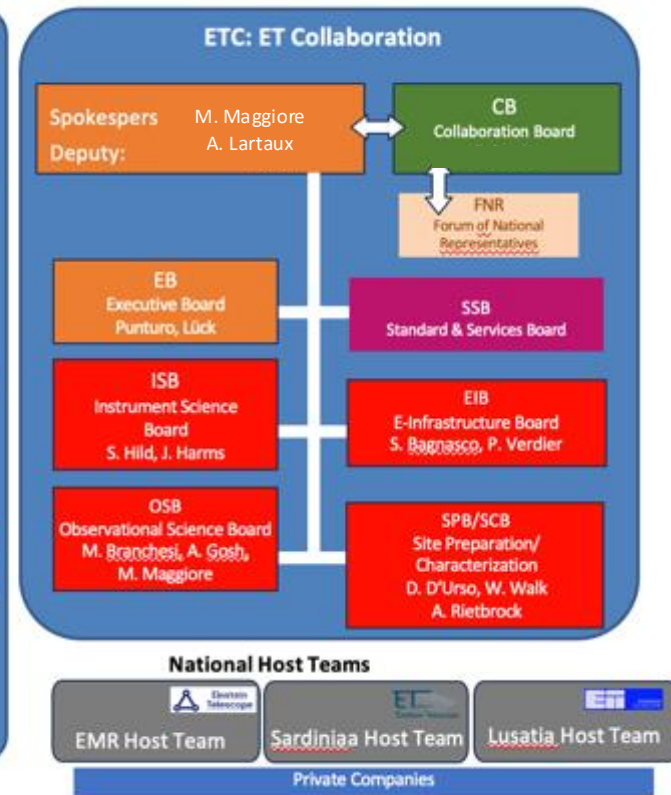 ETC: ET Collaboration
Spokespers M. Maggiore
Deputy: A. Lartaux
CB
Collaboration Board
FNR
Forum of National
Representatives
EB
Executive Board
Punturo, Lück
SSB
Standard & Services Board
ISB
Instrument Science
Board
S. Hild, J. Harms
EIB
E-Infrastructure Board
S. Bagnasco, P. Verdier
OSB
Observational Science Board
M. Branchesi, A. Gosh,
M. Maggiore
SPB/SCB
Site Preparation/
Characterization
D. D'Urso, W. Walk
A. Rietbrock
National Host Teams
Einstein
Telescope
EMR Host Team
ET
Sardiniaa Host Team
ET
Lusatia Host Team
Private Companies